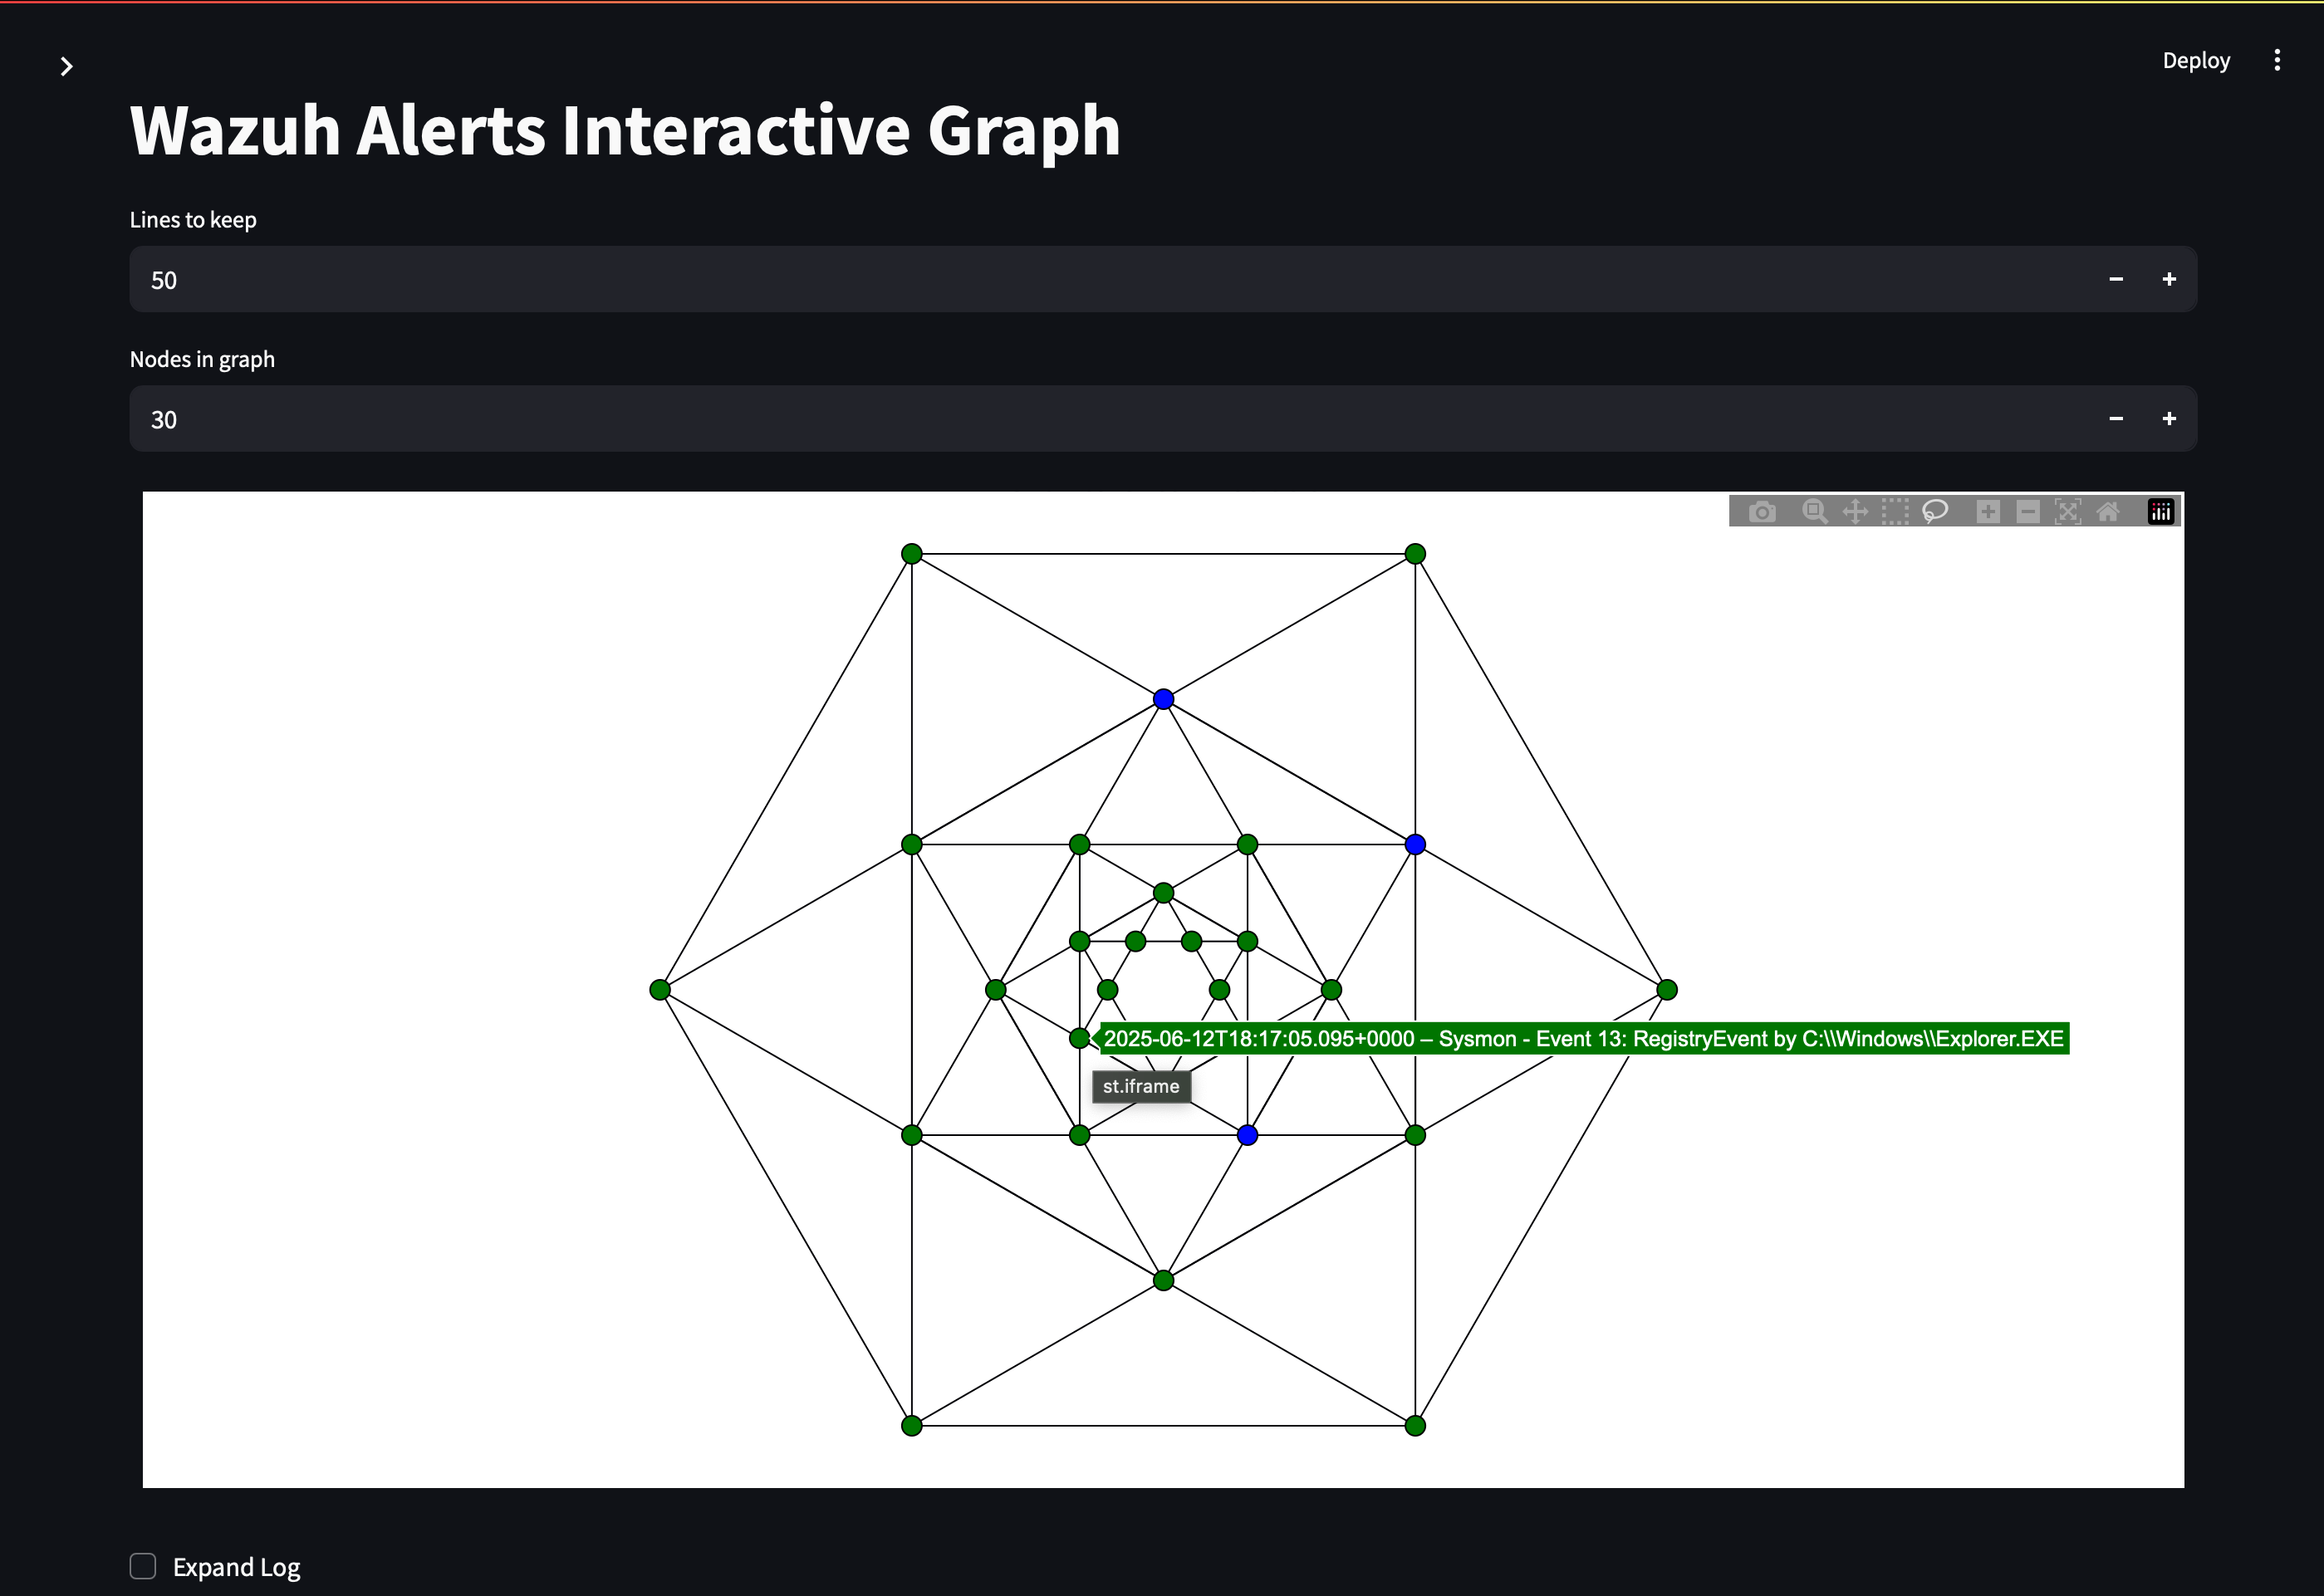 Deploy
Wazuh Alerts Interactive Graph
Lines to keep
50
Nodes in graph
30
2025-06-12T18:17:05.095+0000 – Sysmon - Event 13: RegistryEvent by C:\\Windows\\Explorer.EXE
st.iframe
Expand Log